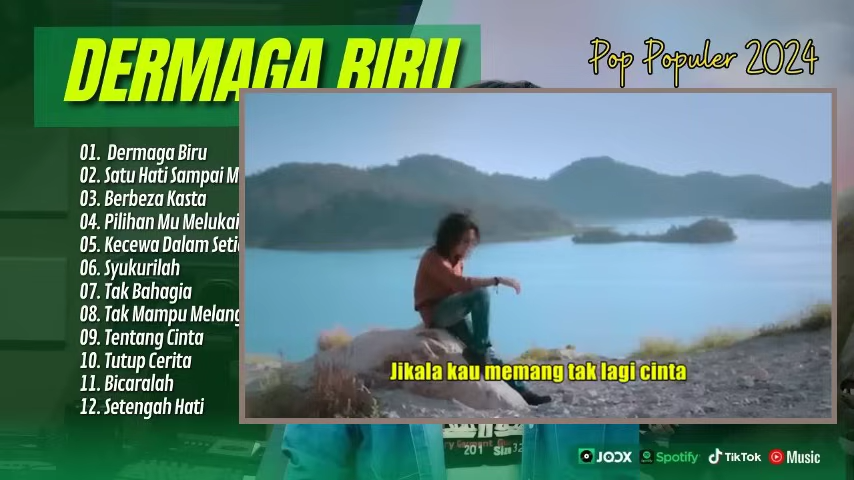 DERMAGA BIRU
Pop Populer 2024
01. Dermaga Biru
02. Satu Hati Sampai M
03. Berbeza Kasta
04. Pilihan Mu Melukai
05. Kecewa Dalam Seti
06. Syukurilah
07. Tak Bahagia
08. Tak Mampu Melang
09. Tentang Cinta
10. Tutup Cerita
11. Bicaralah
12. Setengah Hati
Jikala kau memang tak lagi cinta
201
JOOX Spotify TikTok Music